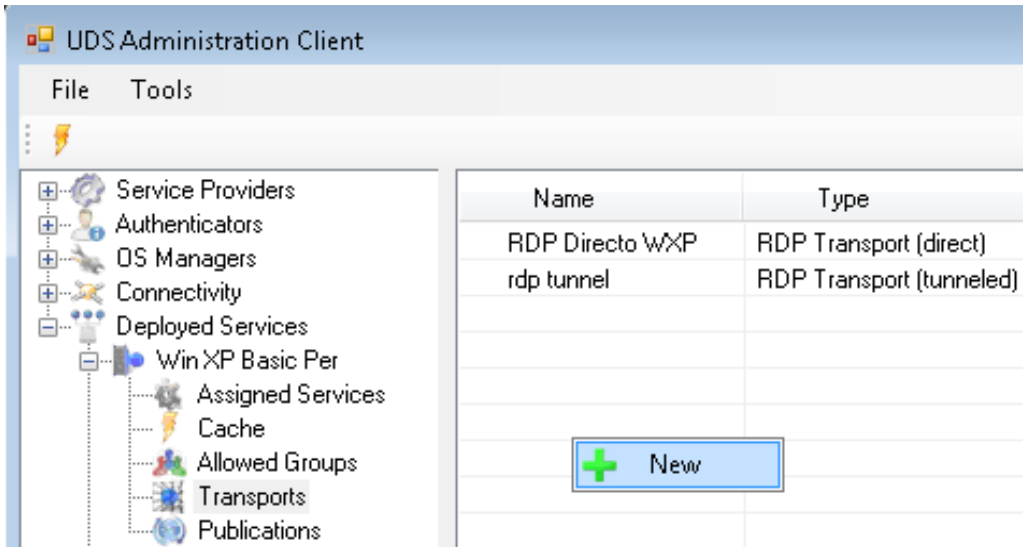 UDS Administration Client
File Tools
Service Providers
Authenticators
OS Managers
Connectivity
Deployed Services
Win XP Basic Per
Assigned Services
Cache
Allowed Groups
Transports
Publications
Name Type
RDP Directo WXP RDP Transport (direct)
rdp tunnel RDP Transport (tunneled)
New